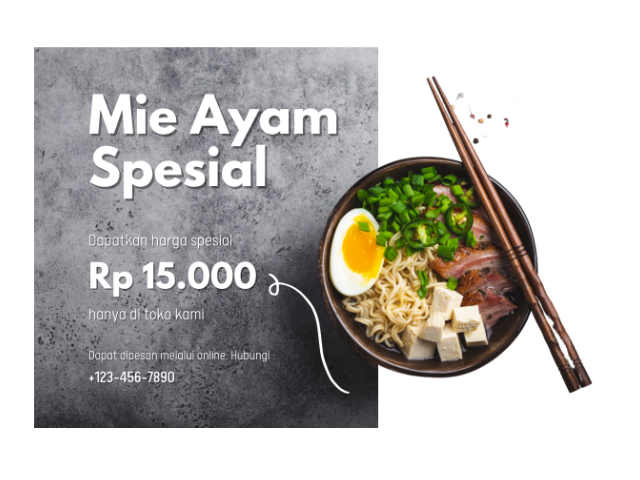 Mie Ayam
Spesial
Dapatkan harga spesial
Rp 15.000
hanya di toko kami
Dapat dipesan melalui online. Hubungi
+123-456-7890